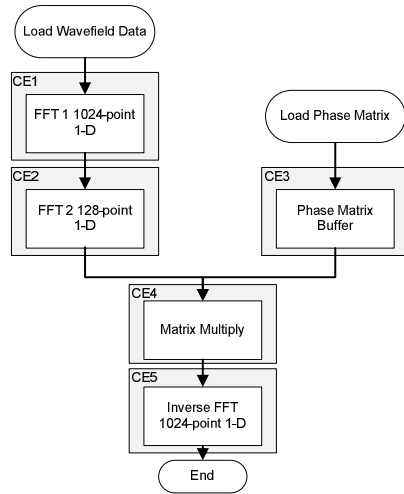 Load Wavefield Data
CE1
FFT 1 1024-point
1-D
Load Phase Matrix
CE2
FFT 2 128-point
1-D
CE3
Phase Matrix
Buffer
CE4
Matrix Multiply
CE5
Inverse FFT
1024-point 1-D
End